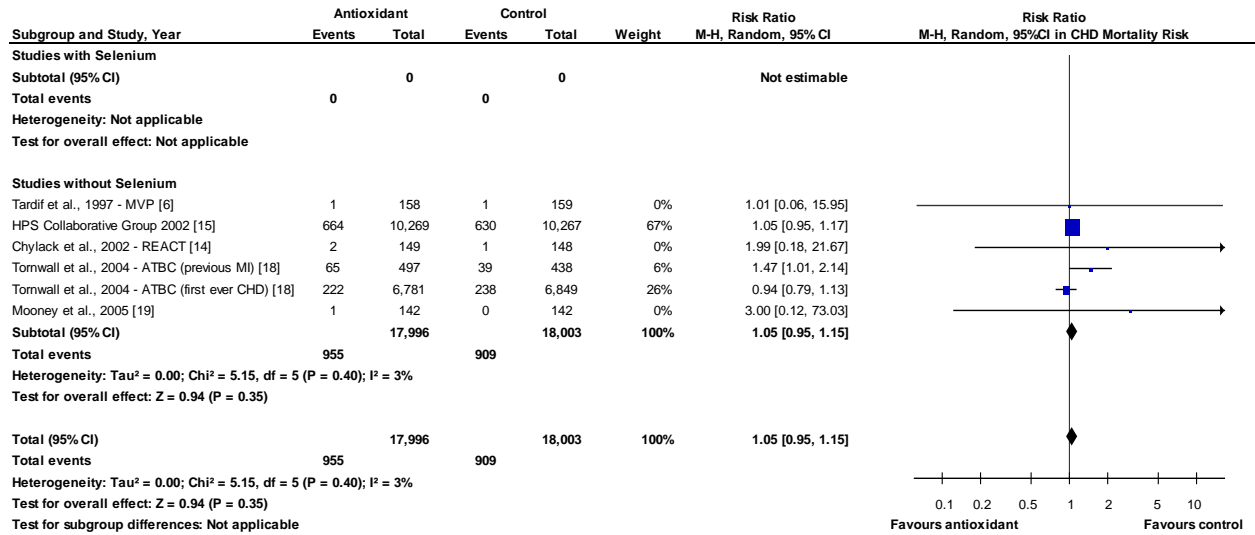 Antioxidant Control Risk Ratio Risk Ratio
Subgroup and Study, Year Events Total Events Total Weight M-H, Random, 95% CI M-H, Random, 95%CI in CHD Mortality Risk
Studies with Selenium
Subtotal (95% CI) 0 0 Not estimable
Total events 0 0
Heterogeneity: Not applicable
Test for overall effect: Not applicable
Studies without Selenium
Tardif et al., 1997 - MVP [6] 1 158 1 159 0% 1.01 [0.06, 15.95]
HPS Collaborative Group 2002 [15] 664 10,269 630 10,267 67% 1.05 [0.95, 1.17]
Chylack et al., 2002 - REACT [14] 2 149 1 148 0% 1.99 [0.18, 21.67]
Tornwall et al., 2004 - ATBC (previous MI) [18] 65 497 39 438 6% 1.47 [1.01, 2.14]
Tornwall et al., 2004 - ATBC (first ever CHD) [18] 222 6,781 238 6,849 26% 0.94 [0.79, 1.13]
Mooney et al., 2005 [19] 1 142 0 142 0% 3.00 [0.12, 73.03]
Subtotal (95% CI) 17,996 18,003 100% 1.05 [0.95, 1.15]
Total events 955 909
Heterogeneity: Tau² = 0.00; Chi² = 5.15, df = 5 (P = 0.40); I² = 3%
Test for overall effect: Z = 0.94 (P = 0.35)
Total (95% CI) 17,996 18,003 100% 1.05 [0.95, 1.15]
Total events 955 909
Heterogeneity: Tau² = 0.00; Chi² = 5.15, df = 5 (P = 0.40); I² = 3%
Test for overall effect: Z = 0.94 (P = 0.35)
Test for subgroup differences: Not applicable
0.1 0.2 0.5 1 2 5 10
Favours antioxidant Favours control